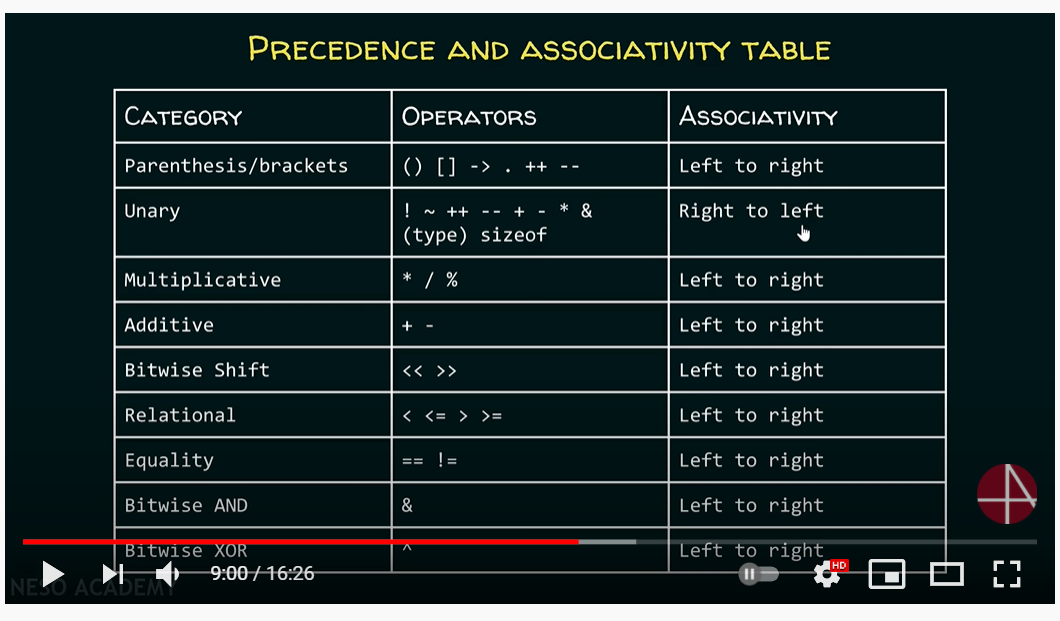 PRECEDENCE AND ASSOCIATIVITY TABLE
CATEGORY OPERATORS ASSOCIATIVITY
Parenthesis/brackets () [] -> . ++ -- Left to right
Unary ! ~ ++ -- + - * & Right to left
(type) sizeof
Multiplicative * / % Left to right
Additive + - Left to right
Bitwise Shift << >> Left to right
Relational < <= > >= Left to right
Equality == != Left to right
Bitwise AND & Left to right
Bitwise XOR ^ Left to right
9:00 / 16:26 HD
NESO ACADEMY